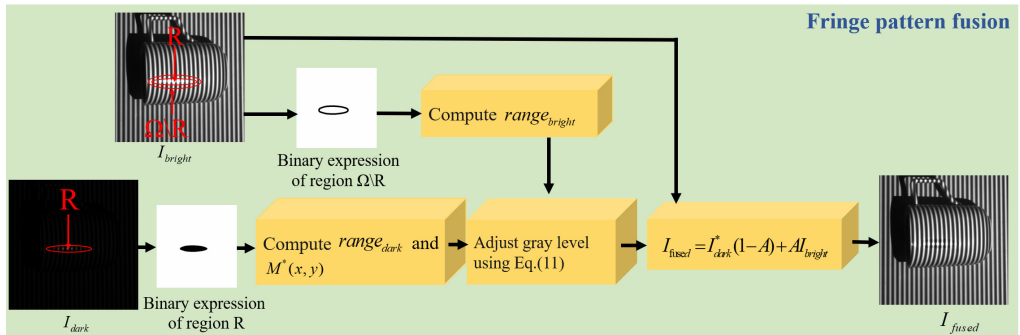 Fringe pattern fusion
R
Ω\R
I_bright
Binary expression
of region Ω\R
Compute range_bright
R
I_dark
Binary expression
of region R
Compute range_dark and
M*(x, y)
Adjust gray level
using Eq.(11)
I_fused = I*_dark(1−A)+AI_bright
I_fused